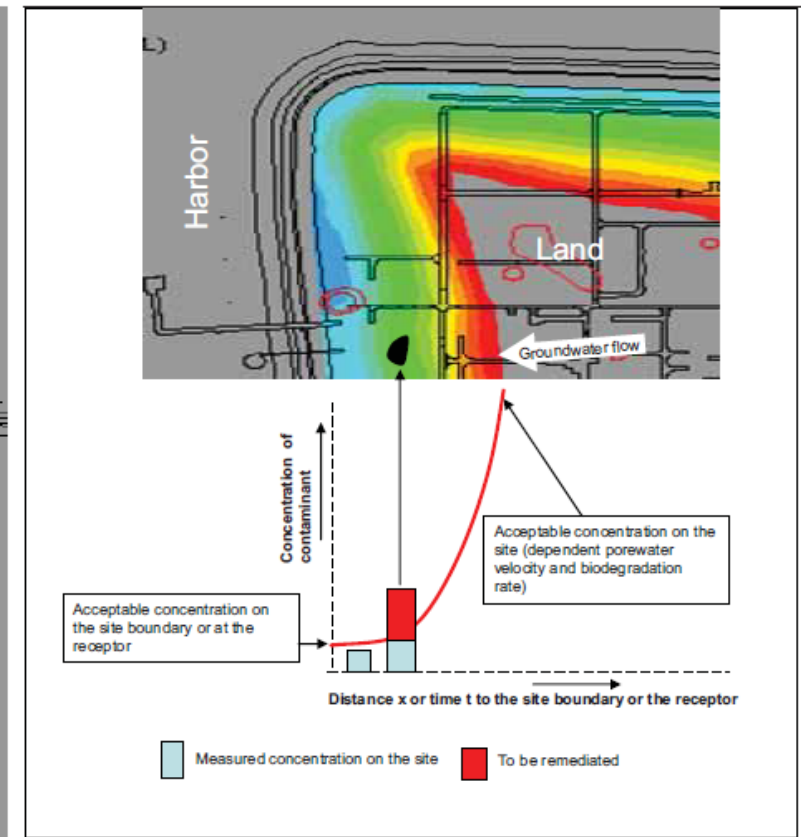 Harbor
Land
Groundwater flow
Concentration of
contaminant
Acceptable concentration on the
site (dependent porewater
velocity and biodegradation
rate)
Acceptable concentration on
the site boundary or at the
receptor
Distance x or time t to the site boundary or the receptor
Measured concentration on the site
To be remediated